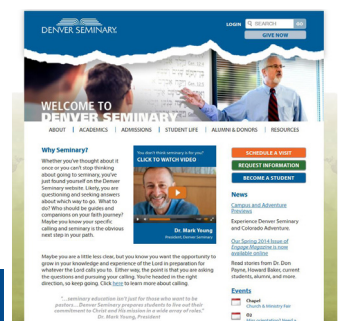 DENVER SEMINARY
LOGIN SEARCH GO
GIVE NOW
WELCOME TO
DENVER SEMINARY
ABOUT | ACADEMICS | ADMISSIONS | STUDENT LIFE | ALUMNI & DONORS | RESOURCES
Why Seminary?
Whether you've thought about it
once or you can't stop thinking
about going to seminary, you've
just found yourself on the Denver
Seminary website. Likely, you are
questioning and seeking answers
about which way to go. What to
do? Who should be guides and
companions on your faith journey?
Maybe you know your specific
calling and seminary is the obvious
next step in your path.
You don't think seminary is for you?
CLICK TO WATCH VIDEO
Dr. Mark Young
President, Denver Seminary
Maybe you are a little less clear, but you know you want the opportunity to
grow in your knowledge and experience of the Lord in preparation for
whatever the Lord calls you to. Either way, the point is that you are asking
the questions and pursuing your calling. You're headed in the right
direction, so keep going. Click here to learn more about calling.
"...seminary education isn't just for those who want to be
pastors... Denver Seminary prepares students to live out their
commitment to Christ and His mission in a wide array of roles."
Dr. Mark Young, President
SCHEDULE A VISIT
REQUEST INFORMATION
BECOME A STUDENT
News
Campus and Adventure
Previews
Experience Denver Seminary
and Colorado Adventure.
Our Spring 2014 Issue of
Engage Magazine is now
available online
Read stories from Dr. Don
Payne, Howard Baker, current
students, alumni, and more.
Events
Chapel
Church & Ministry Fair